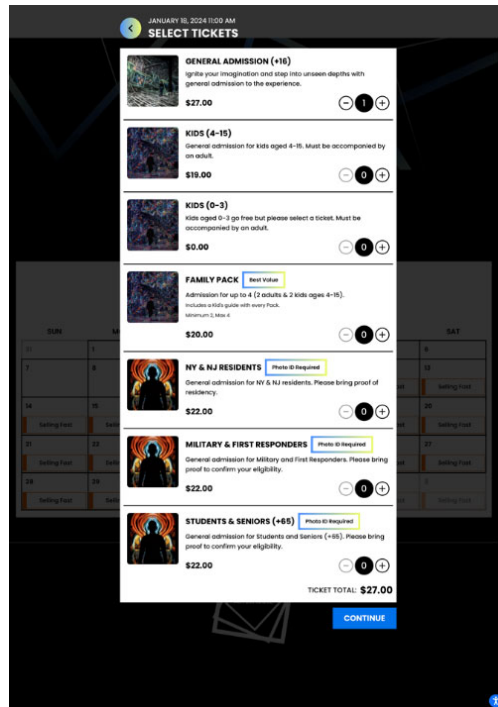 JANUARY 18, 2024 11:00 AM
SELECT TICKETS
GENERAL ADMISSION (+16)
Ignite your imagination and step into unseen depths with
general admission to the experience.
$27.00
1
KIDS (4-15)
General admission for kids aged 4-15. Must be accompanied by
an adult.
$19.00
0
KIDS (0-3)
Kids aged 0-3 go free but please select a ticket. Must be
accompanied by an adult.
$0.00
0
FAMILY PACK Best Value
Admission for up to 4 (2 adults & 2 kids ages 4-15).
Includes a Kid's guide with every Pack.
Minimum 2, Max 4
$20.00
0
NY & NJ RESIDENTS Photo ID Required
General admission for NY & NJ residents. Please bring proof of
residency.
$22.00
0
MILITARY & FIRST RESPONDERS Photo ID Required
General admission for Military and First Responders. Please bring
proof to confirm your eligibility.
$22.00
0
STUDENTS & SENIORS (+65) Photo ID Required
General admission for Students and Seniors (+65). Please bring
proof to confirm your eligibility.
$22.00
0
TICKET TOTAL: $27.00
CONTINUE
SUN
SAT
7
8
13
14
15
20
Selling Fast
21
22
27
Selling Fast
Selling Fast
28
29
Selling Fast